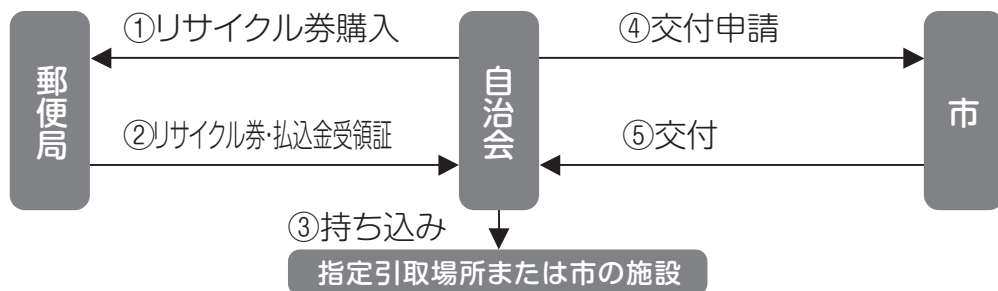 ①リサイクル券購入
④交付申請
郵便局
自治会
市
②リサイクル券・払込金受領証
⑤交付
③持ち込み
指定引取場所または市の施設